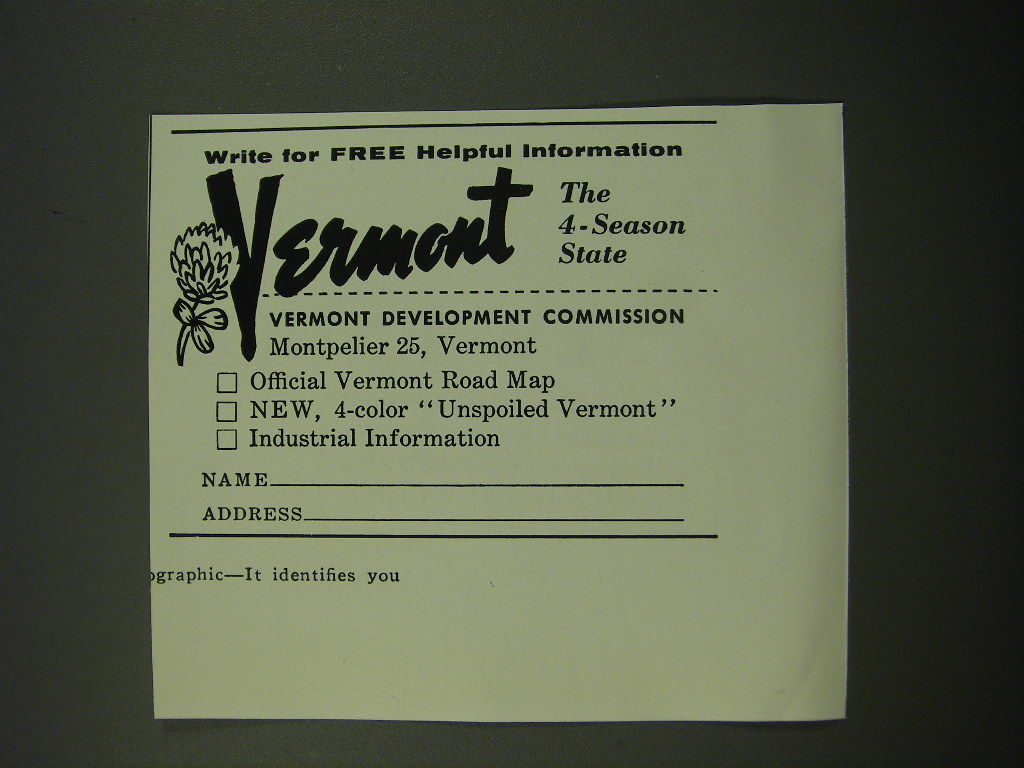 Write for FREE Helpful Information
Vermont
The
4-Season
State
VERMONT DEVELOPMENT COMMISSION
Montpelier 25, Vermont
Official Vermont Road Map
NEW, 4-color “Unspoiled Vermont”
Industrial Information
NAME
ADDRESS
ographic—It identifies you